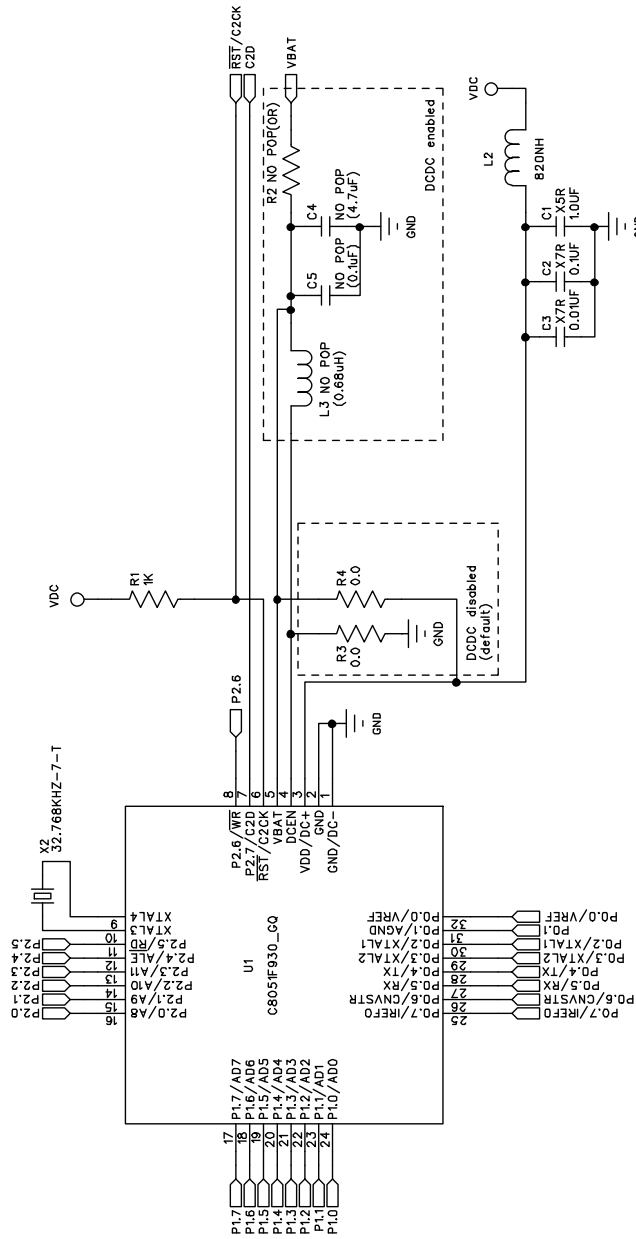 RST/C2CK
C2D
VBAT
R2 NO POP(0R)
C4
NO POP
(4.7uF)
GND
C5
NO POP
(0.1uF)
L3 NO POP
(0.68uH)
DCDC enabled
VDC
L2
820NH
C1
X5R
1.0UF
C2
X7R
0.1UF
C3
X7R
0.01UF
GND
VDC
R1
1K
R4
0.0
R3
0.0
GND
DCDC disabled
(default)
P2.6
GND
X2
32.768KHZ-7-T
8
7
6
5
4
3
2
1
P2.6/WR
P2.7/C2D
RST/C2CK
VBAT
DCEN
VDD/DC+
GND
GND/DC-
U1
C8051F930_GQ
P2.5
P2.4
P2.3
P2.2
P2.1
P2.0
9
10
11
12
13
14
15
16
XTAL4
XTAL3
P2.5/RD
P2.4/ALE
P2.3/A11
P2.2/A10
P2.1/A9
P2.0/A8
P0.0/VREF
P0.1/AGND
P0.2/XTAL1
P0.3/XTAL2
P0.4/TX
P0.5/RX
P0.6/CNVSTR
P0.7/IREF0
32
31
30
29
28
27
26
25
P0.0/VREF
P0.1
P0.2/XTAL1
P0.3/XTAL2
P0.4/TX
P0.5/RX
P0.6/CNVSTR
P0.7/IREF0
P1.7/AD7
P1.6/AD6
P1.5/AD5
P1.4/AD4
P1.3/AD3
P1.2/AD2
P1.1/AD1
P1.0/AD0
17
18
19
20
21
22
23
24
P1.7
P1.6
P1.5
P1.4
P1.3
P1.2
P1.1
P1.0